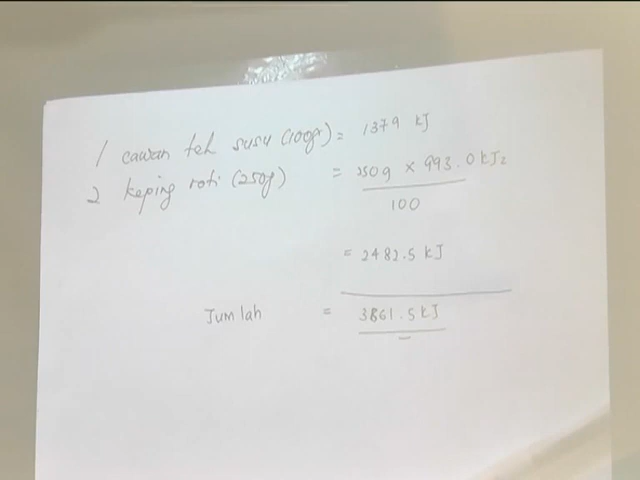 1 cawan teh susu (100g) = 1379 kJ
2 keping roti (250g) = 250g × 993.0 kJ
100
= 2482.5 kJ
Jumlah = 3861.5 kJ